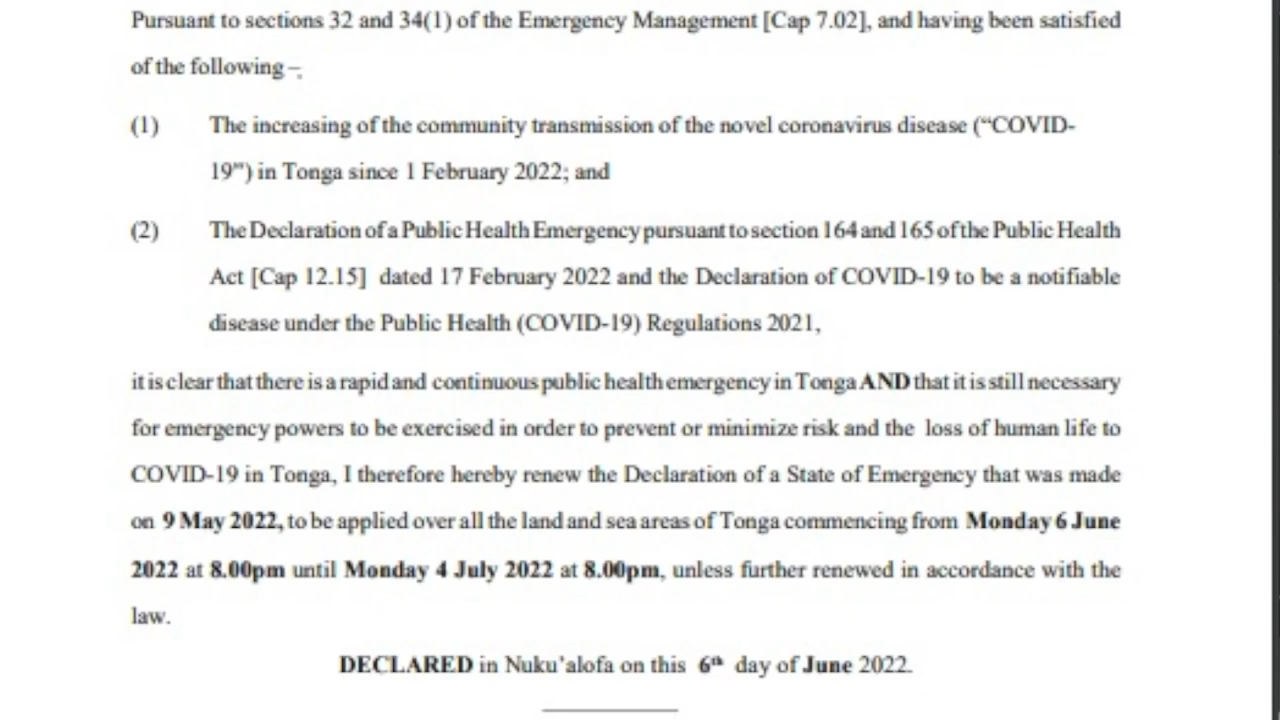 Pursuant to sections 32 and 34(1) of the Emergency Management [Cap 7.02], and having been satisfied
of the following –
(1) The increasing of the community transmission of the novel coronavirus disease (“COVID-
19”) in Tonga since 1 February 2022; and
(2) The Declaration of a Public Health Emergency pursuant to section 164 and 165 of the Public Health
Act [Cap 12.15] dated 17 February 2022 and the Declaration of COVID-19 to be a notifiable
disease under the Public Health (COVID-19) Regulations 2021,
it is clear that there is a rapid and continuous public health emergency in Tonga AND that it is still necessary
for emergency powers to be exercised in order to prevent or minimize risk and the loss of human life to
COVID-19 in Tonga, I therefore hereby renew the Declaration of a State of Emergency that was made
on 9 May 2022, to be applied over all the land and sea areas of Tonga commencing from Monday 6 June
2022 at 8.00pm until Monday 4 July 2022 at 8.00pm, unless further renewed in accordance with the
law.
DECLARED in Nuku’alofa on this 6th day of June 2022.